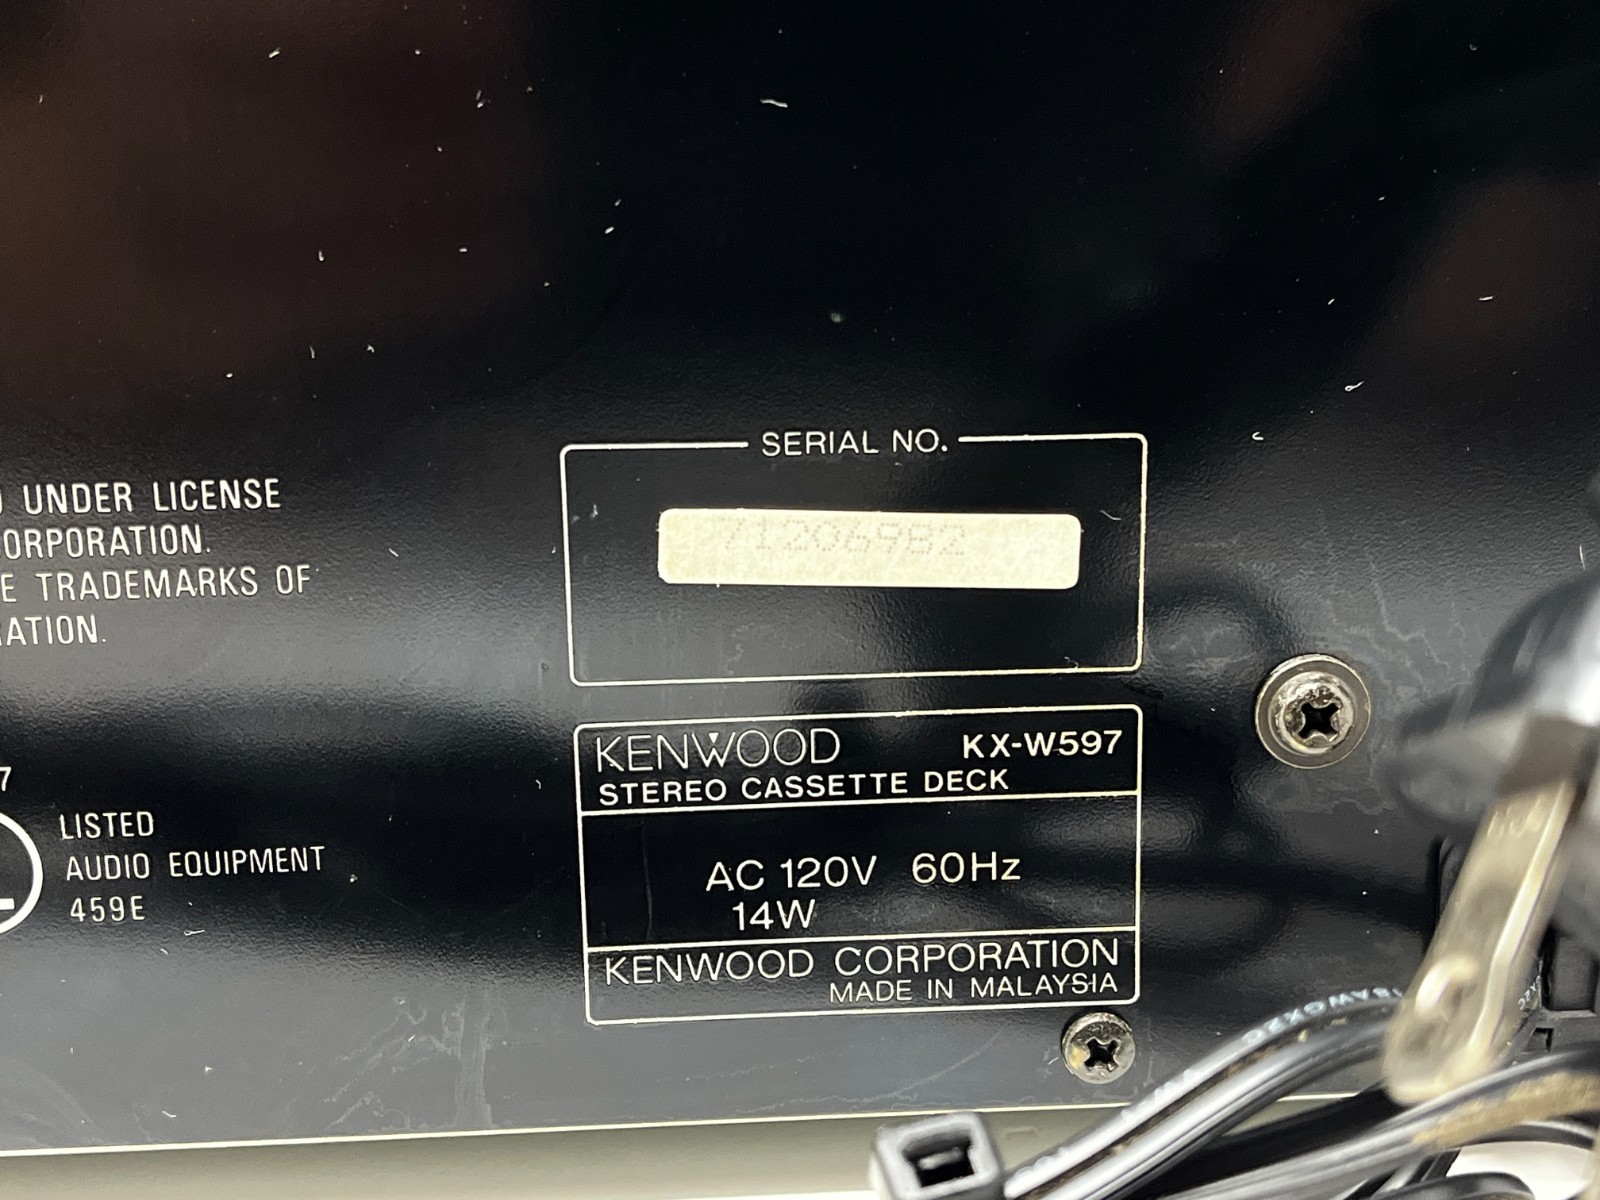 UNDER LICENSE
ORPORATION.
E TRADEMARKS OF
ATION.
7
LISTED
AUDIO EQUIPMENT
459E
SERIAL NO.
71206982
KENWOOD KX-W597
STEREO CASSETTE DECK
AC 120V 60Hz
14W
KENWOOD CORPORATION
MADE IN MALAYSIA